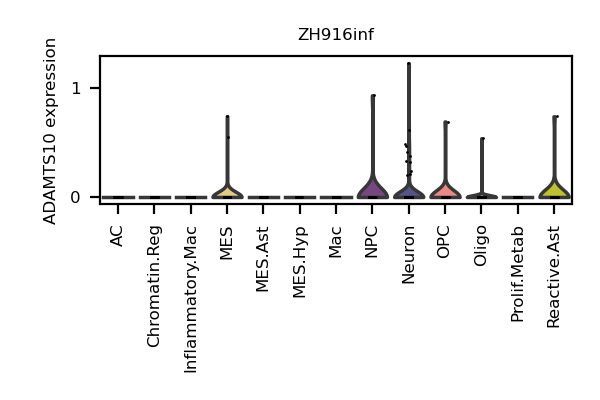 ZH916inf
ADAMTS10 expression
1
0
AC
Chromatin.Reg
Inflammatory.Mac
MES
MES.Ast
MES.Hyp
Mac
NPC
Neuron
OPC
Oligo
Prolif.Metab
Reactive.Ast